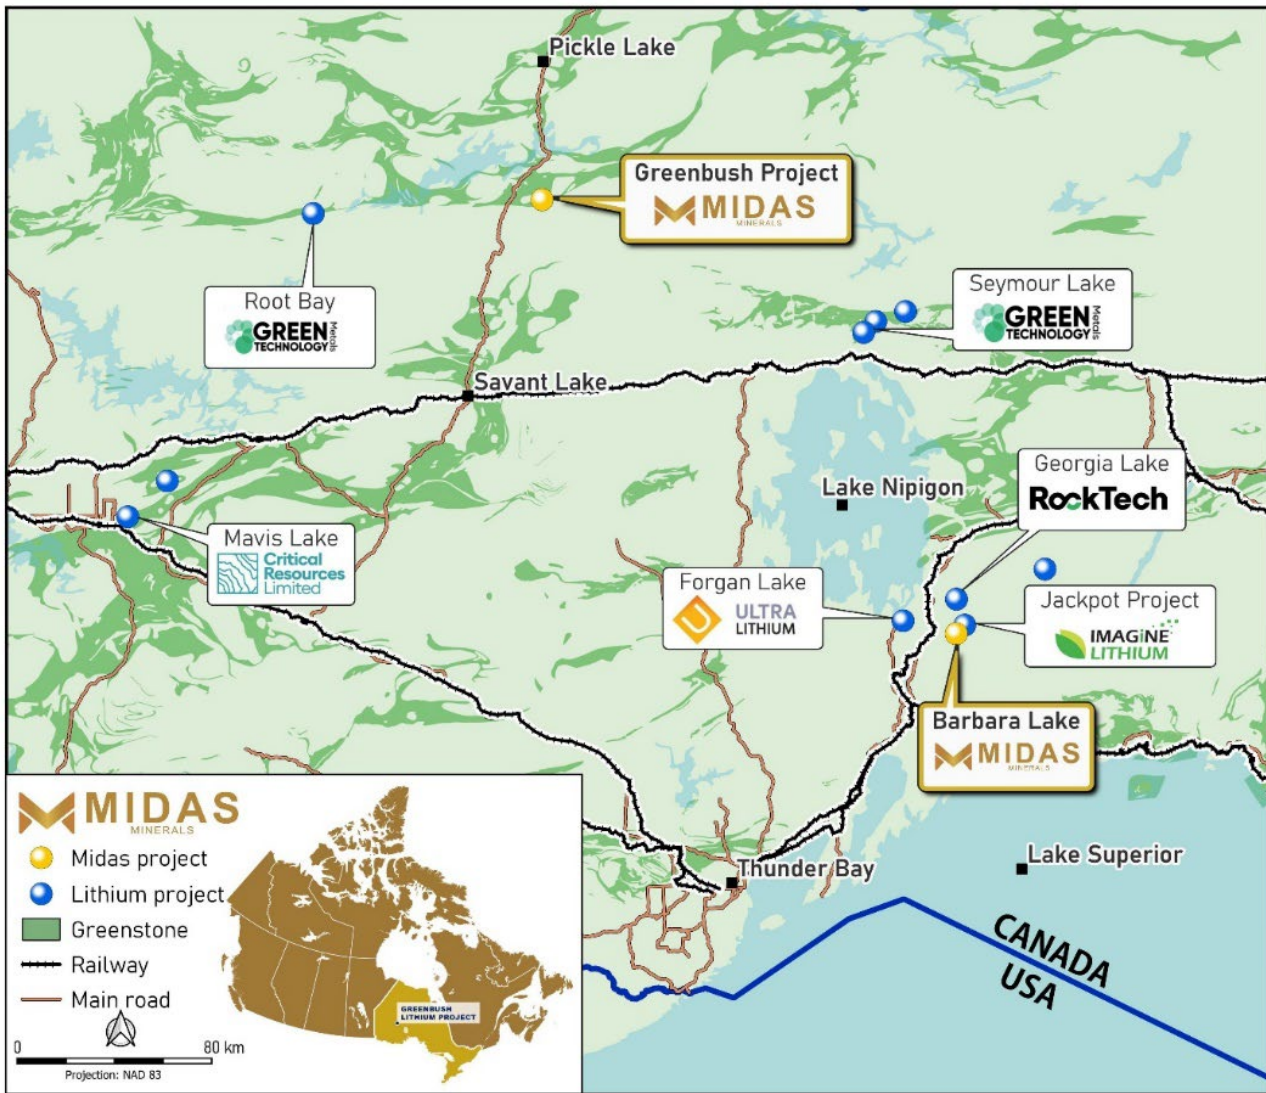 Pickle Lake
Greenbush Project
MIDAS
MINERALS
Root Bay
GREEN
TECHNOLOGY
Metals
Seymour Lake
GREEN
TECHNOLOGY
Metals
Savant Lake
Georgia Lake
RockTech
Lake Nipigon
Mavis Lake
Critical
Resources
Limited
Forgan Lake
ULTRA
LITHIUM
Jackpot Project
IMAGINE
LITHIUM
Barbara Lake
MIDAS
MINERALS
Thunder Bay
Lake Superior
CANADA
USA
MIDAS
MINERALS
Midas project
Lithium project
Greenstone
Railway
Main road
0 80 km
Projection: NAD 83
GREENBUSH
LITHIUM PROJECT